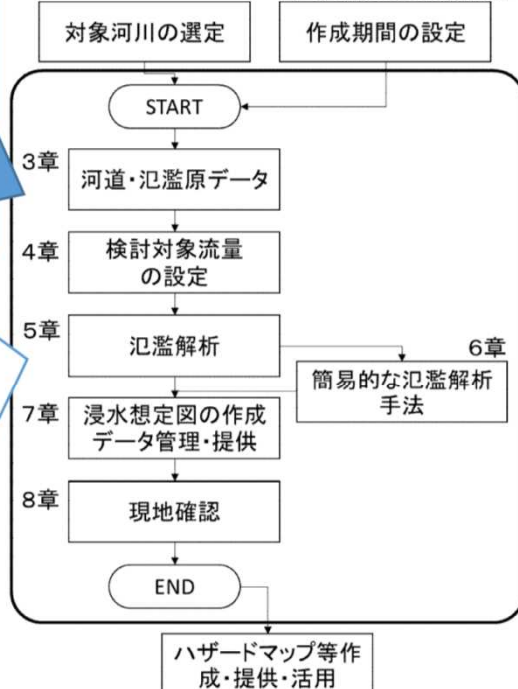 対象河川の選定
作成期間の設定
START
3章
河道・氾濫原データ
4章
検討対象流量
の設定
5章
氾濫解析
6章
簡易的な氾濫解析
手法
7章
浸水想定図の作成
データ管理・提供
8章
現地確認
END
ハザードマップ等作
成・提供・活用